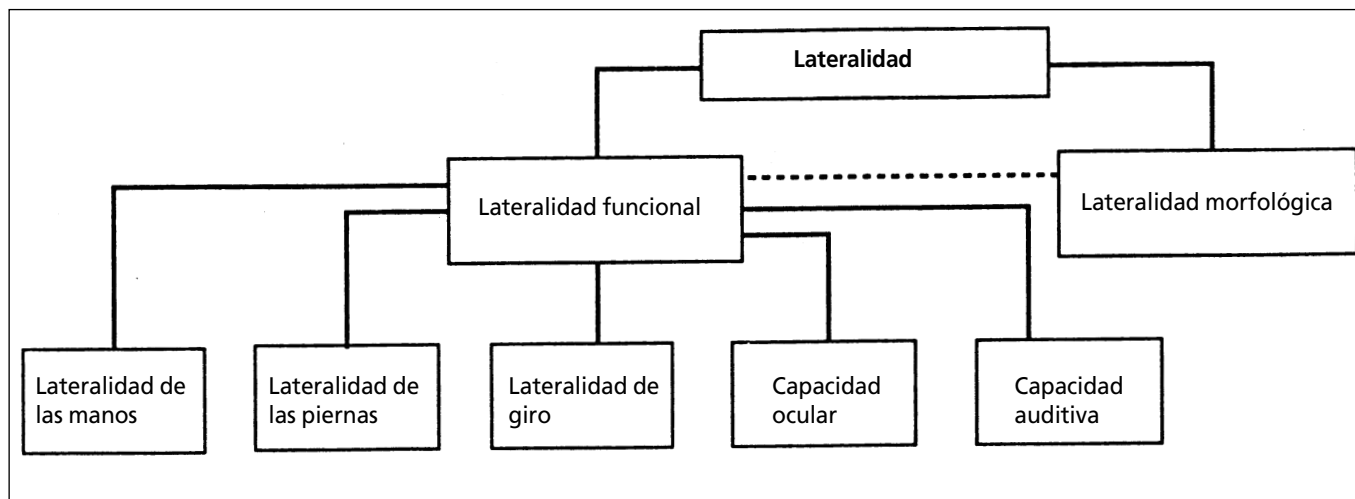 Lateralidad
Lateralidad funcional
Lateralidad morfológica
Lateralidad de
las manos
Lateralidad de
las piernas
Lateralidad de
giro
Capacidad
ocular
Capacidad
auditiva